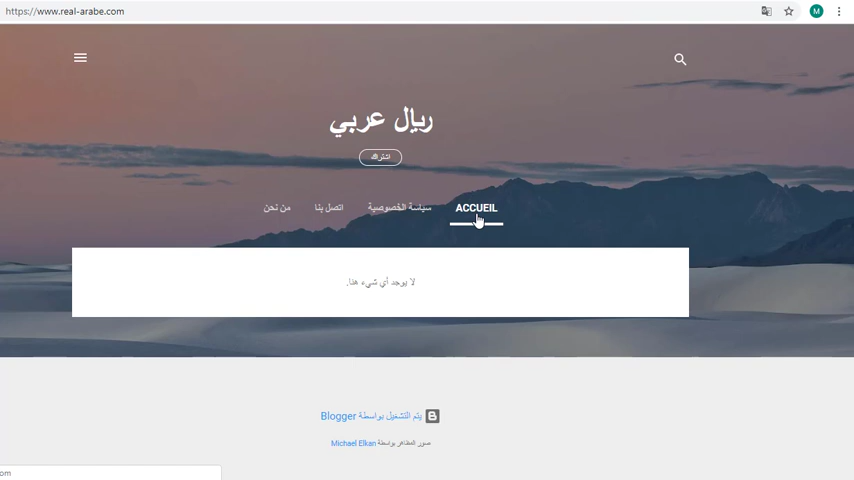 https://www.real-arabe.com
M
ريال عربي
اشتراك
ACCUEIL
سياسة الخصوصية
اتصل بنا
من نحن
لا يوجد أي شيء هنا.
يتم التشغيل بواسطة Blogger
صور المظاهر بواسطة Michael Elkan
om